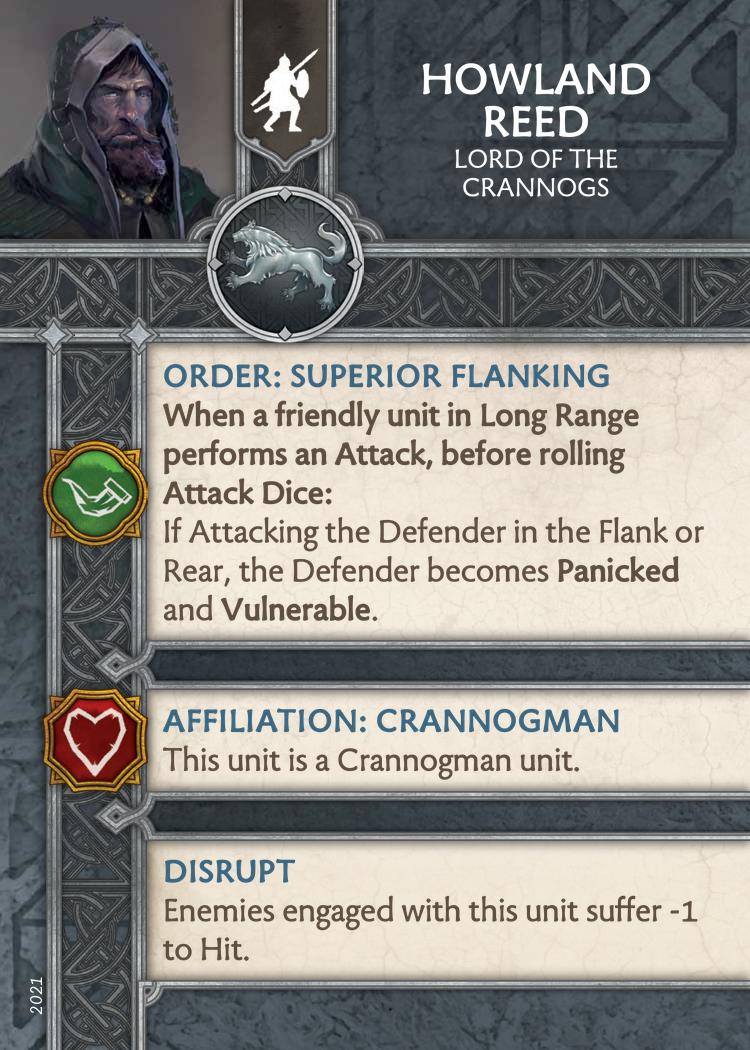 HOWLAND
REED
LORD OF THE
CRANNOGS
ORDER: SUPERIOR FLANKING
When a friendly unit in Long Range
performs an Attack, before rolling
Attack Dice:
If Attacking the Defender in the Flank or
Rear, the Defender becomes Panicked
and Vulnerable.
AFFILIATION: CRANNOGMAN
This unit is a Crannogman unit.
DISRUPT
Enemies engaged with this unit suffer -1
to Hit.
2021